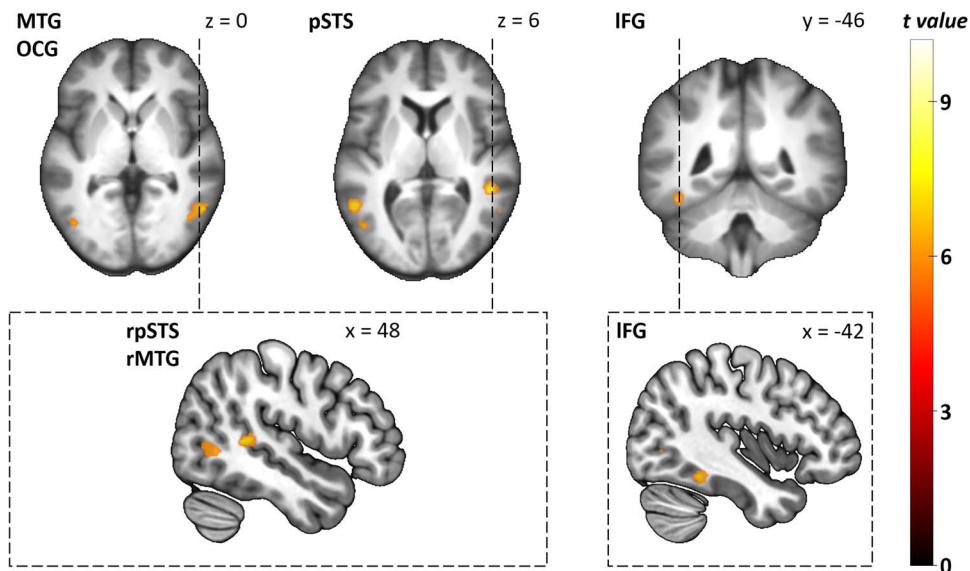 MTG
OCG
z = 0
pSTS
z = 6
lFG
y = -46
t value
9
6
3
0
rpSTS
rMTG
x = 48
lFG
x = -42